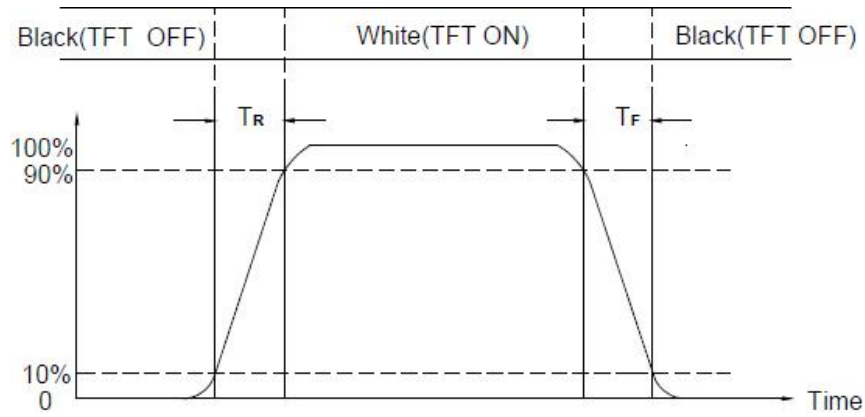 Black(TFT OFF) White(TFT ON) Black(TFT OFF)
TR TF
100%
90%
10%
0 Time